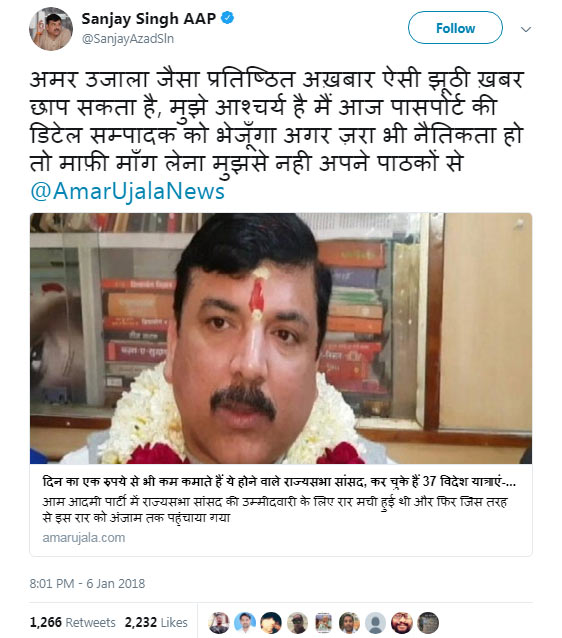 Sanjay Singh AAP
@SanjayAzadSln
Follow
अमर उजाला जैसा प्रतिष्ठित अख़बार ऐसी झूठी ख़बर
छाप सकता है, मुझे आश्चर्य है मैं आज पासपोर्ट की
डिटेल सम्पादक को भेजूँगा अगर ज़रा भी नैतिकता हो
तो माफ़ी माँग लेना मुझसे नही अपने पाठकों से
@AmarUjalaNews
दिन का एक रुपये से भी कम कमाते हैं ये होने वाले राज्यसभा सांसद, कर चुके हैं 37 विदेश यात्राएं-...
आम आदमी पार्टी में राज्यसभा सांसद की उम्मीदवारी के लिए रार मची हुई थी और फिर जिस तरह
से इस रार को अंजाम तक पहुंचाया गया
amarujala.com
8:01 PM - 6 Jan 2018
1,266 Retweets 2,232 Likes